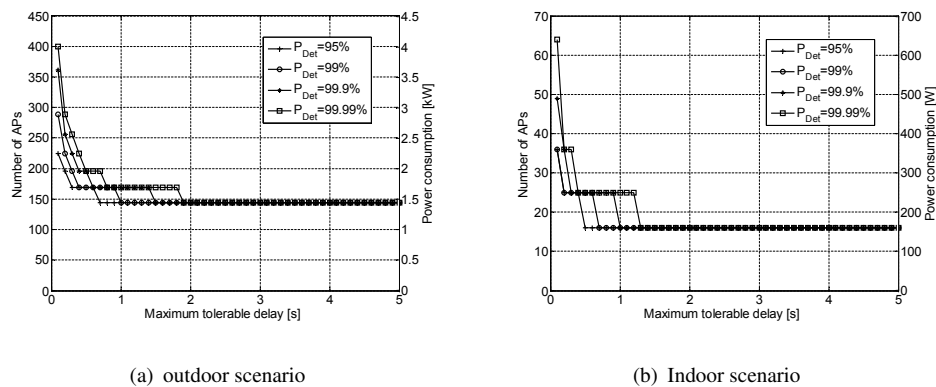 450
400
350
300
250
200
150
100
50
0
Number of APs
0 1 2 3 4 5
Maximum tolerable delay [s]
4.5
4
3.5
3
2.5
2
1.5
1
0.5
0
Power consumption [kW]
P_Det=95%
P_Det=99%
P_Det=99.9%
P_Det=99.99%
(a) outdoor scenario
70
60
50
40
30
20
10
0
Number of APs
0 1 2 3 4 5
Maximum tolerable delay [s]
700
600
500
400
300
200
100
0
Power consumption [W]
P_Det=95%
P_Det=99%
P_Det=99.9%
P_Det=99.99%
(b) Indoor scenario